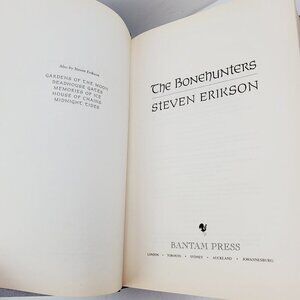 Also by Steven Erikson
GARDENS OF THE MOON
DEADHOUSE GATES
MEMORIES OF ICE
HOUSE OF CHAINS
MIDNIGHT TIDES
The Bonehunters
STEVEN ERIKSON
BANTAM PRESS
LONDON • TORONTO • SYDNEY • AUCKLAND • JOHANNESBURG